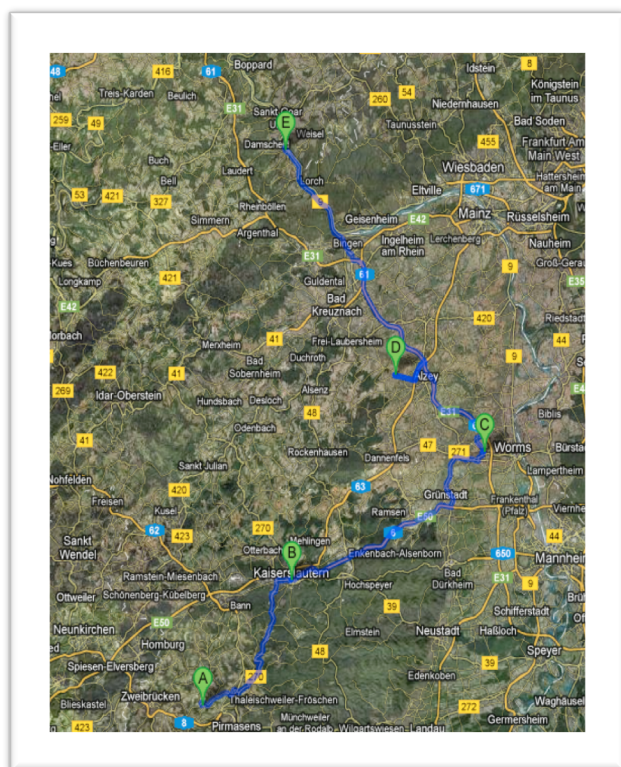 Boppard
Idstein
8
48
416
61
Königstein
im Taunus
Treis-Karden
Beulich
E31
54
260
Niedernhausen
Sankt Goar
E
Weisel
Taunusstein
Bad Soden
259
49
Damscheid
455
Frankfurt Am
Main West
Buch
Laudert
Wiesbaden
Hattersheim
am Main
Bell
Lorch
Eltville
671
53
421
327
Rheinböllen
Mainz
Simmern
Geisenheim
E42
Rüsselsheim
Argenthal
Bingen
Ingelheim
am Rhein
Lerchenberg
Nauheim
E31
Büchenbeuren
Groß-Gerau
61
9
Longkamp
421
Guldental
E35
E42
Bad
Kreuznach
420
Riedstadt
Morbach
41
Frei-Laubersheim
D
44
Merxheim
9
422
41
Bad
Sobernheim
Duchroth
Alzey
269
Alsenz
Idar-Oberstein
Hundsbach
Desloch
48
E31
Biblis
Odenbach
C
41
Rockenhausen
47
271
Worms
Dannenfels
Bürstadt
Sankt Julian
Lampertheim
Nohfelden
420
63
Freisen
Grünstadt
Kusel
Ramsen
Frankenthal
(Pfalz)
Viernheim
62
423
270
6
Sankt
Wendel
Mehlingen
44
Otterbach
B
Enkenbach-Alsenborn
650
Mannheim
Ramstein-Miesenbach
Kaiserslautern
Bad
Dürkheim
E31
Hochspeyer
9
Ottweiler
Schönenberg-Kübelberg
Bann
39
Schifferstadt
E50
Neunkirchen
Elmstein
Neustadt
Haßloch
Homburg
48
Speyer
Spiesen-Elversberg
A
270
39
Edenkoben
Zweibrücken
Thaleischweiler-Fröschen
Blieskastel
272
Waghäusel
423
8
Pirmasens
Münchweiler
an der Rodalb
Wilgartswiesen
Landau
Germersheim